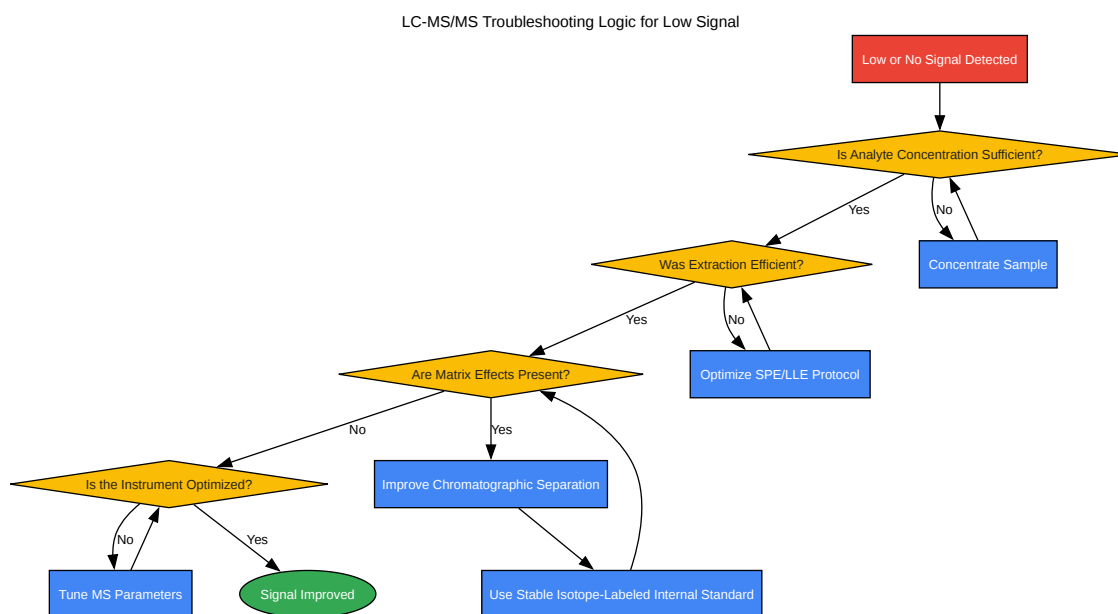 LC-MS/MS Troubleshooting Logic for Low Signal
Low or No Signal Detected
Is Analyte Concentration Sufficient?
Yes
No
Was Extraction Efficient?
Concentrate Sample
Yes
No
Are Matrix Effects Present?
Optimize SPE/LLE Protocol
No
Yes
Is the Instrument Optimized?
Improve Chromatographic Separation
No
Yes
Tune MS Parameters
Signal Improved
Use Stable Isotope-Labeled Internal Standard